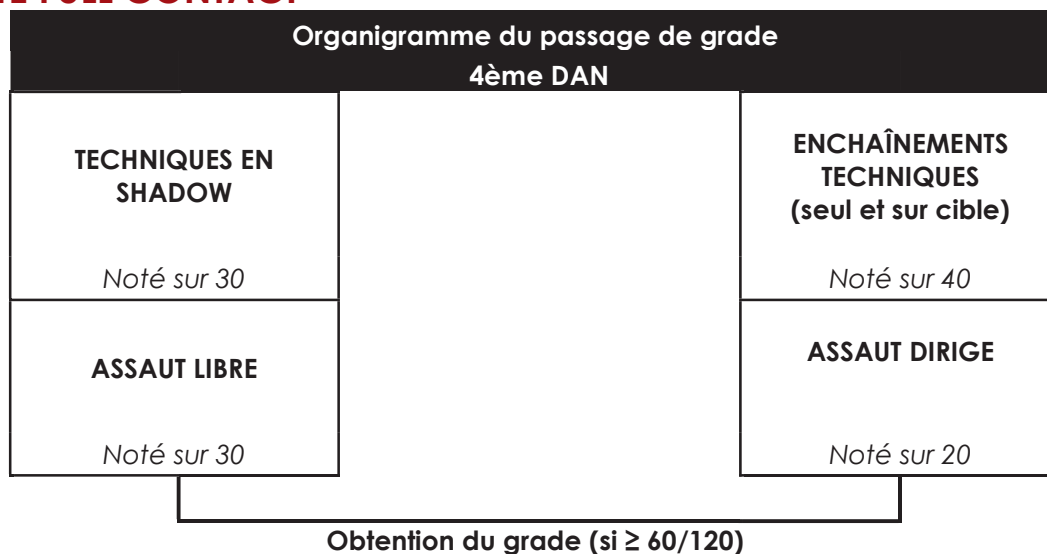 Organigramme du passage de grade
4ème DAN
TECHNIQUES EN
SHADOW
Noté sur 30
ENCHAÎNEMENTS
TECHNIQUES
(seul et sur cible)
Noté sur 40
ASSAUT LIBRE
Noté sur 30
ASSAUT DIRIGE
Noté sur 20
Obtention du grade (si ≥ 60/120)